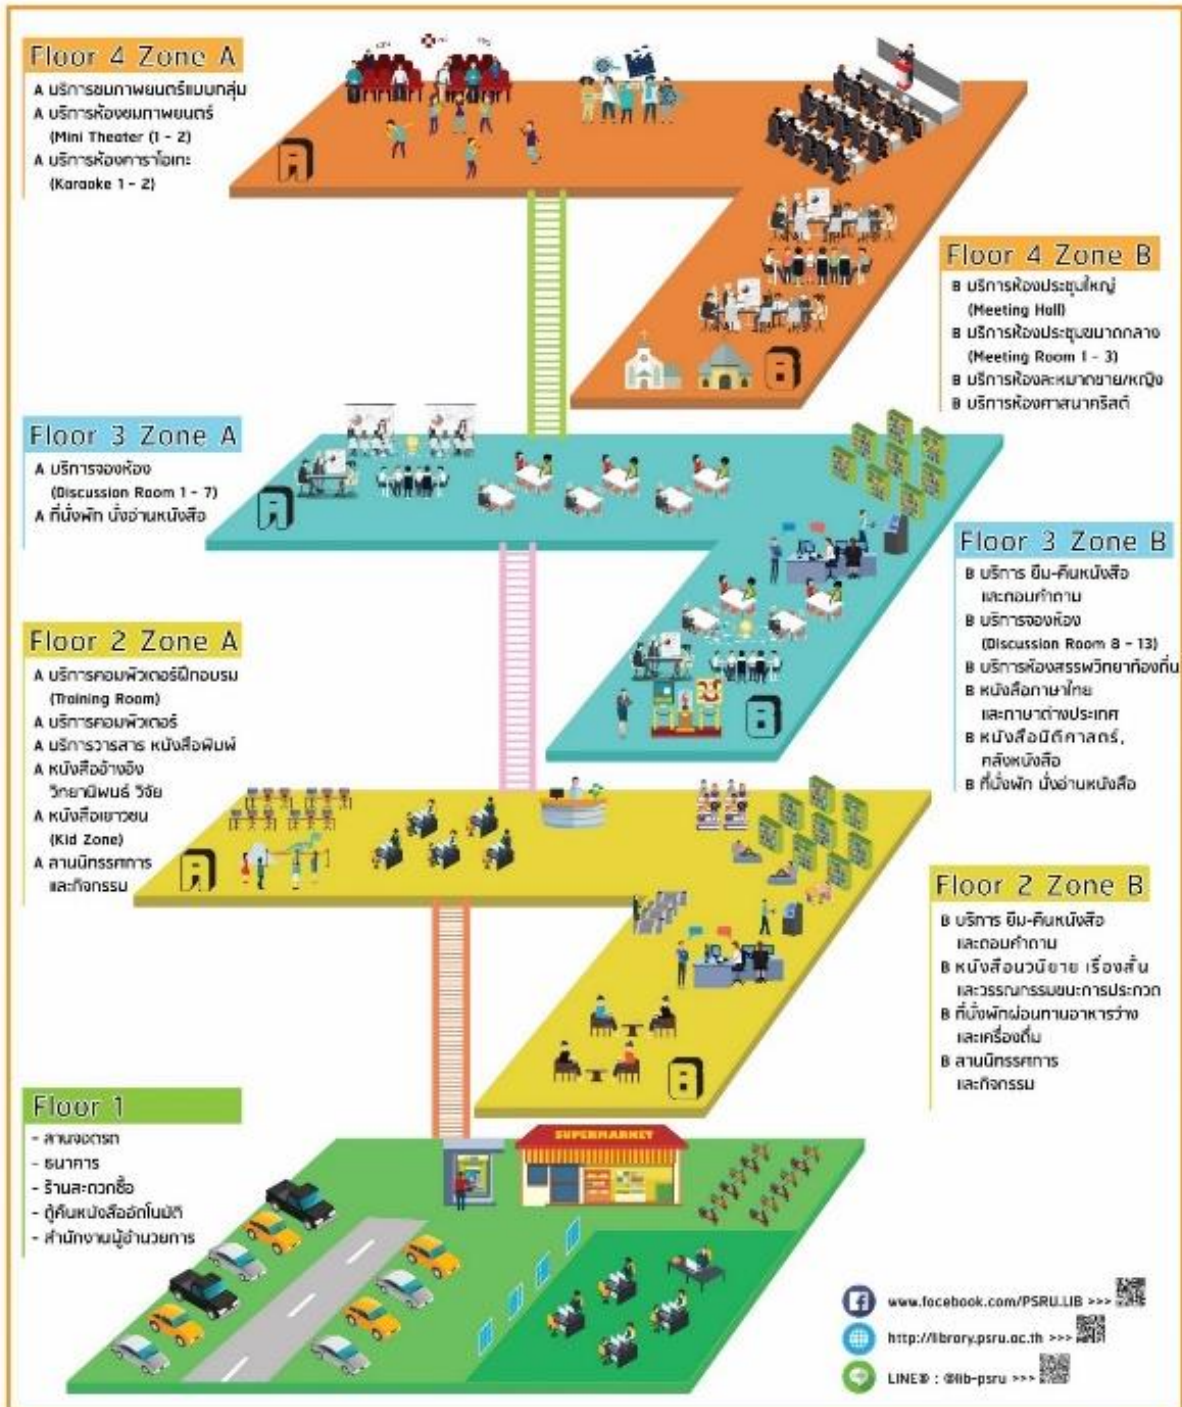 Floor 4 Zone A
A บริการชมภาพยนตร์แบบกลุ่ม
A บริการห้องชมภาพยนตร์
(Mini Theater (1 - 2)
A บริการห้องคาราโอเกะ
(Karaoke 1 - 2)
A
Floor 4 Zone B
B บริการห้องประชุมใหญ่
(Meeting Hall)
B บริการห้องประชุมขนาดกลาง
(Meeting Room 1 - 3)
B บริการห้องละหมาดชาย/หญิง
B บริการห้องศาสนาคริสต์
B
Floor 3 Zone A
A บริการจองห้อง
(Discussion Room 1 - 7)
A ที่นั่งพัก นั่งอ่านหนังสือ
A
Floor 3 Zone B
B บริการ ยืม-คืนหนังสือ
และตอบคำถาม
B บริการจองห้อง
(Discussion Room 8 - 13)
B บริการห้องสรรพวิทยาท้องถิ่น
B หนังสือภาษาไทย
และภาษาต่างประเทศ
B หนังสือนิติศาสตร์,
คลังหนังสือ
B ที่นั่งพัก นั่งอ่านหนังสือ
B
Floor 2 Zone A
A บริการคอมพิวเตอร์ฝึกอบรม
(Training Room)
A บริการคอมพิวเตอร์
A บริการวารสาร หนังสือพิมพ์
A หนังสืออ้างอิง
วิทยานิพนธ์ วิจัย
A หนังสือเยาวชน
(Kid Zone)
A ลานนิทรรศการ
และกิจกรรม
A
Floor 2 Zone B
B บริการ ยืม-คืนหนังสือ
และตอบคำถาม
B หนังสือนวนิยาย เรื่องสั้น
และวรรณกรรมชนะการประกวด
B ที่นั่งพักผ่อนทานอาหารว่าง
และเครื่องดื่ม
B ลานนิทรรศการ
และกิจกรรม
B
Floor 1
- ลานจอดรถ
- ธนาคาร
- ร้านสะดวกซื้อ
- ตู้คืนหนังสืออัตโนมัติ
- สำนักงานผู้อำนวยการ
SUPERMARKET
www.facebook.com/PSRU.LIB >>>
http://library.psru.ac.th >>>
LINE@ : @lib-psru >>>